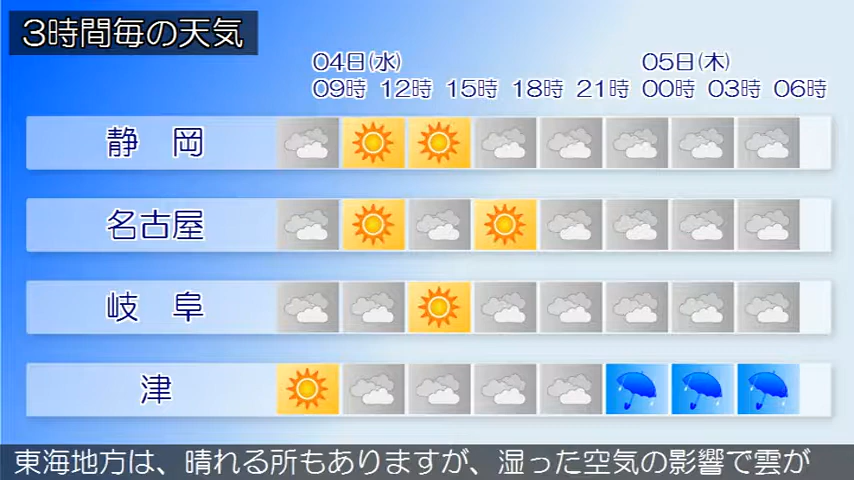 3時間毎の天気
04日(水) 05日(木)
09時 12時 15時 18時 21時 00時 03時 06時
静 岡
名古屋
岐 阜
津
東海地方は、晴れる所もありますが、湿った空気の影響で雲が